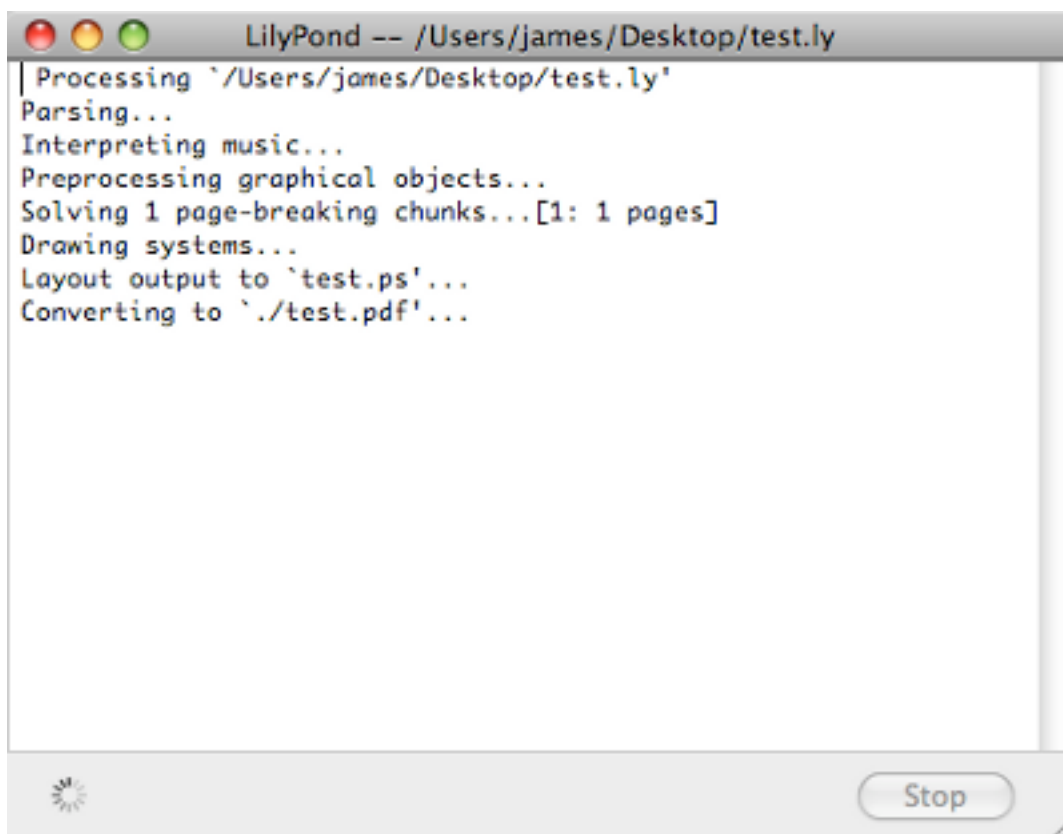 LilyPond -- /Users/james/Desktop/test.ly
Processing `/Users/james/Desktop/test.ly'
Parsing...
Interpreting music...
Preprocessing graphical objects...
Solving 1 page-breaking chunks...[1: 1 pages]
Drawing systems...
Layout output to `test.ps'...
Converting to `./test.pdf'...
Stop